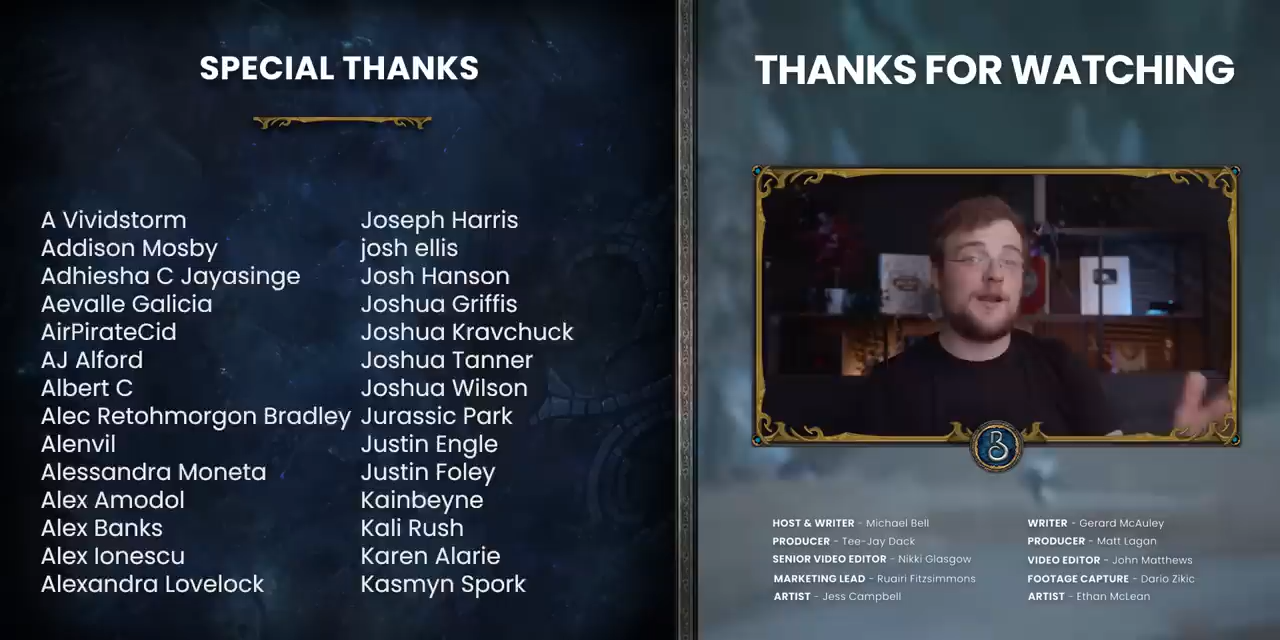 SPECIAL THANKS
A Vividstorm
Addison Mosby
Adhiesha C Jayasinge
Aevalle Galicia
AirPirateCid
AJ Alford
Albert C
Alec Retohmorgon Bradley
Alenvil
Alessandra Moneta
Alex Amodol
Alex Banks
Alex Ionescu
Alexandra Lovelock
Joseph Harris
josh ellis
Josh Hanson
Joshua Griffis
Joshua Kravchuck
Joshua Tanner
Joshua Wilson
Jurassic Park
Justin Engle
Justin Foley
Kainbeyne
Kali Rush
Karen Alarie
Kasmyn Spork
THANKS FOR WATCHING
B
HOST & WRITER - Michael Bell
PRODUCER - Tee-Jay Dack
SENIOR VIDEO EDITOR - Nikki Glasgow
MARKETING LEAD - Ruairi Fitzsimmons
ARTIST - Jess Campbell
WRITER - Gerard McAuley
PRODUCER - Matt Lagan
VIDEO EDITOR - John Matthews
FOOTAGE CAPTURE - Dario Zikic
ARTIST - Ethan McLean